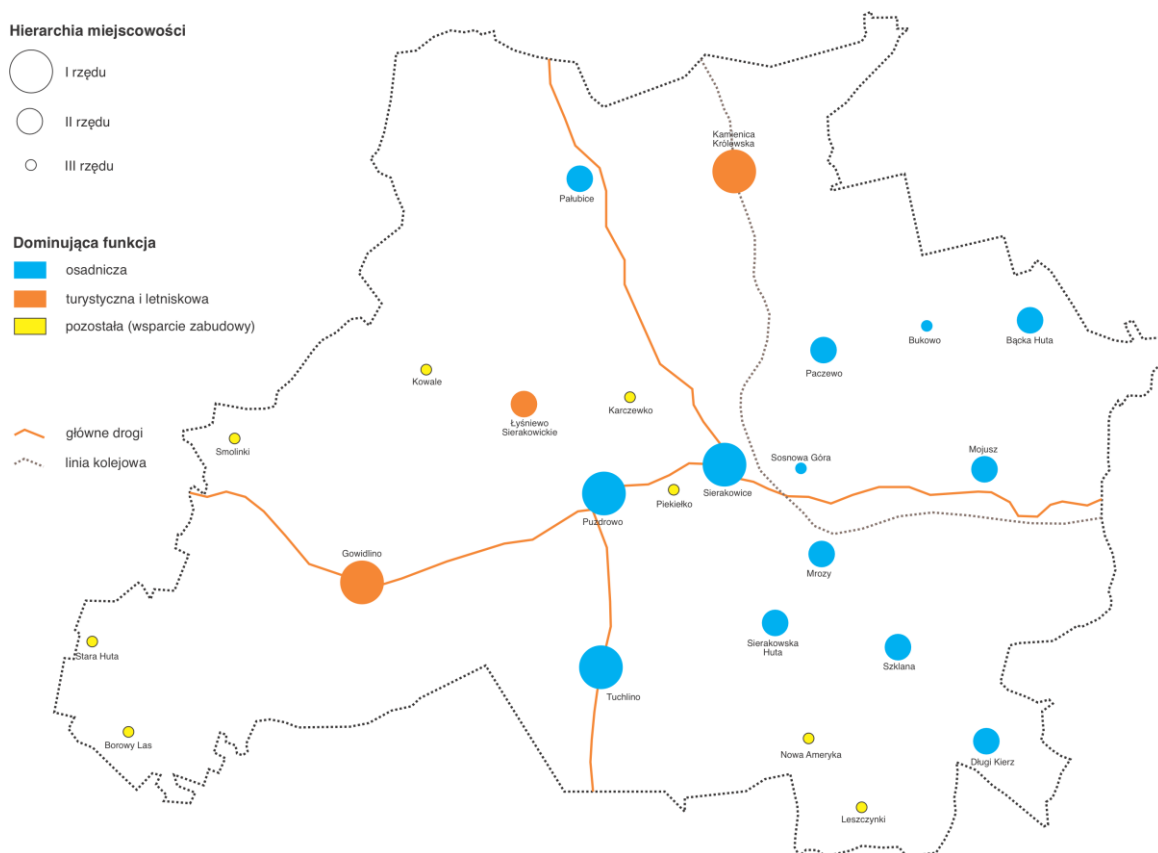 Hierarchia miejscowości
I rzędu
II rzędu
III rzędu
Dominująca funkcja
osadnicza
turystyczna i letniskowa
pozostała (wsparcie zabudowy)
główne drogi
linia kolejowa
Kamienica
Królewska
Pałubice
Bukowo
Bącka Huta
Paczewo
Kowale
Łyśniewo
Sierakowickie
Karczewko
Smolinki
Sierakowice
Sosnowa Góra
Mojusz
Piekiełko
Puzdrowo
Gowidlino
Mrozy
Stara Huta
Sierakowska
Huta
Szklana
Tuchlino
Borowy Las
Nowa Ameryka
Długi Kierz
Leszczynki